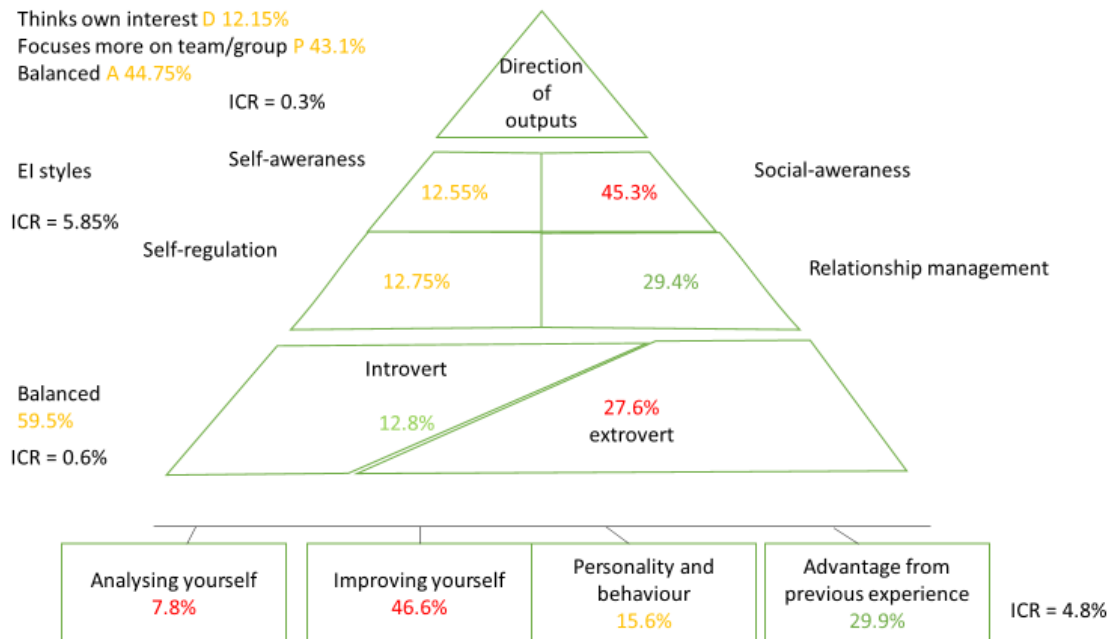 Thinks own interest D 12.15%
Focuses more on team/group P 43.1%
Balanced A 44.75%
ICR = 0.3%
Direction
of
outputs
EI styles
ICR = 5.85%
Self-aweraness
12.55%
45.3%
Social-aweraness
Self-regulation
12.75%
29.4%
Relationship management
Balanced
59.5%
ICR = 0.6%
Introvert
12.8%
27.6%
extrovert
Analysing yourself
7.8%
Improving yourself
46.6%
Personality and
behaviour
15.6%
Advantage from
previous experience
29.9%
ICR = 4.8%